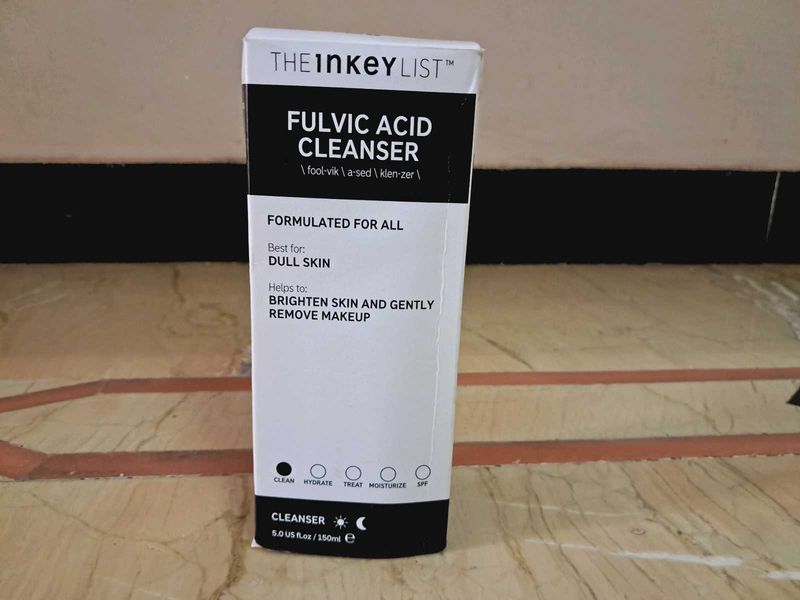 THE INKEY LIST™
FULVIC ACID
CLEANSER
\ fool-vik \ a-sed \ klen-zer \
FORMULATED FOR ALL
Best for:
DULL SKIN
Helps to:
BRIGHTEN SKIN AND GENTLY
REMOVE MAKEUP
CLEAN HYDRATE TREAT MOISTURIZE SPF
CLEANSER
5.0 US fl.oz / 150ml ℮